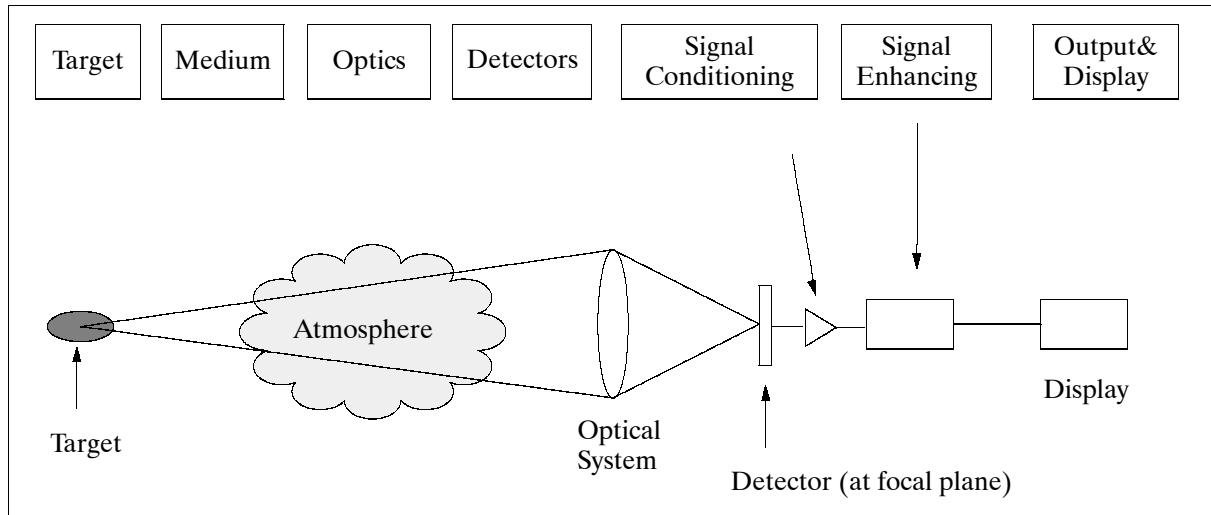 Target
Medium
Optics
Detectors
Signal
Conditioning
Signal
Enhancing
Output&
Display
Atmosphere
Target
Optical
System
Detector (at focal plane)
Display